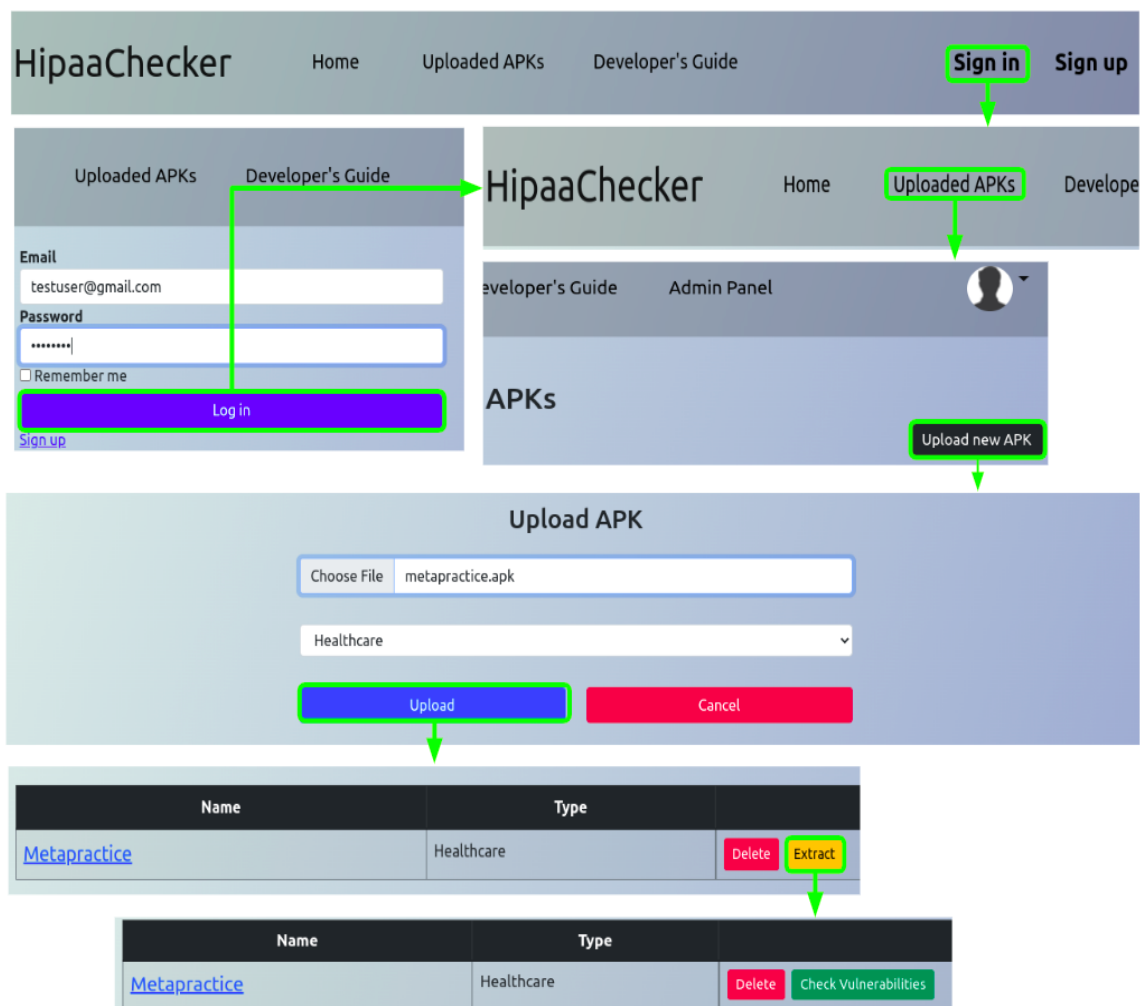 HipaaChecker Home Uploaded APKs Developer's Guide Sign in Sign up
Uploaded APKs Developer's Guide
Email
testuser@gmail.com
Password
••••••••
Remember me
Log in
Sign up
HipaaChecker Home Uploaded APKs Develope
eveloper's Guide Admin Panel
APKs
Upload new APK
Upload APK
Choose File metapractice.apk
Healthcare
Upload Cancel
Name Type
Metapractice Healthcare Delete Extract
Name Type
Metapractice Healthcare Delete Check Vulnerabilities